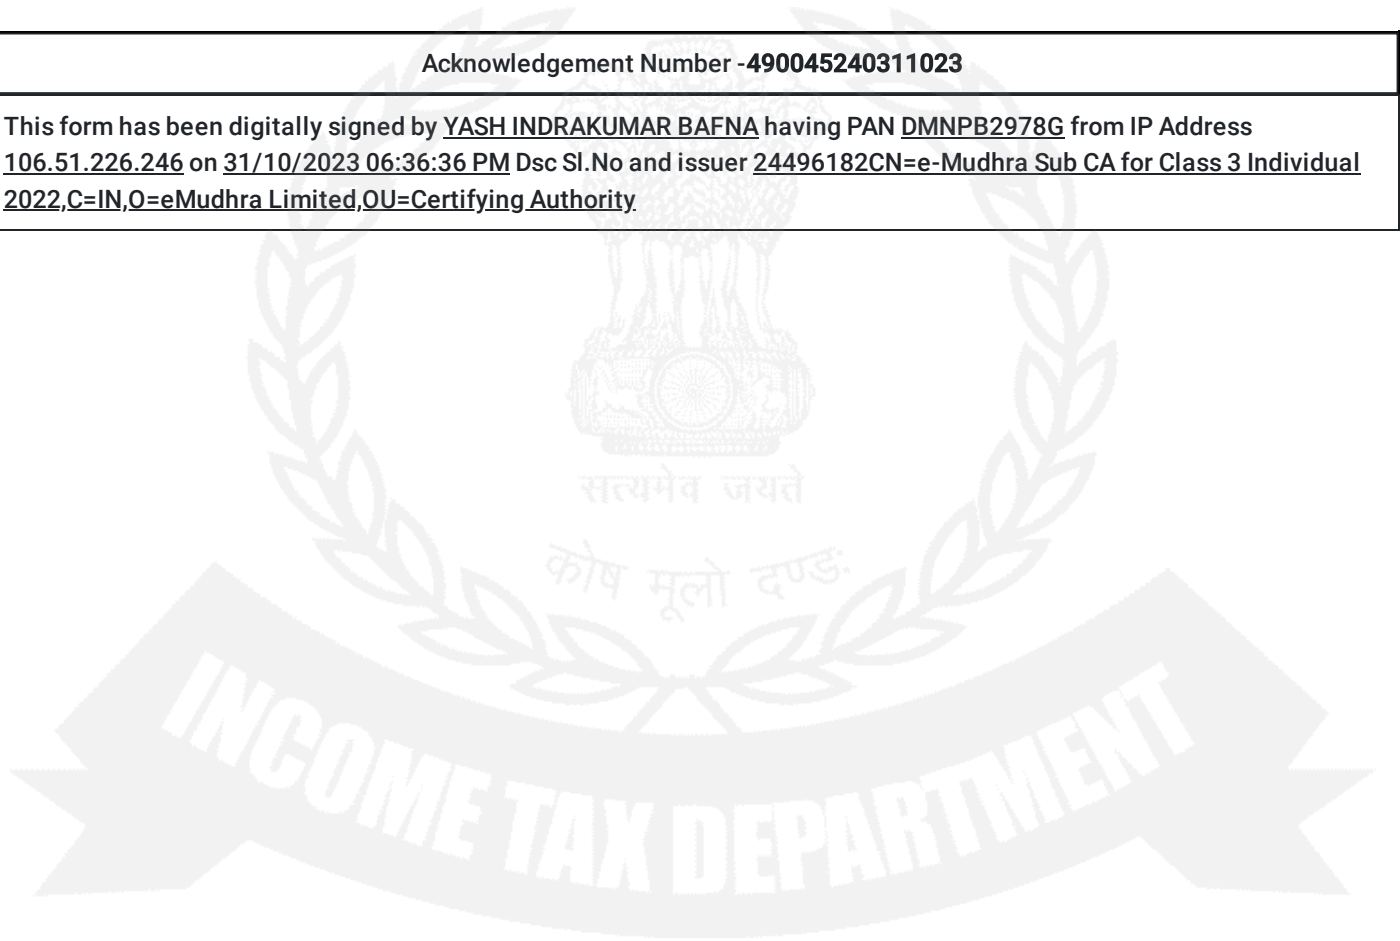 Acknowledgement Number -490045240311023
This form has been digitally signed by YASH INDRAKUMAR BAFNA having PAN DMNPB2978G from IP Address
106.51.226.246 on 31/10/2023 06:36:36 PM Dsc Sl.No and issuer 24496182CN=e-Mudhra Sub CA for Class 3 Individual
2022,C=IN,O=eMudhra Limited,OU=Certifying Authority
सत्यमेव जयते
कोष मूलो दण्डः
INCOME TAX DEPARTMENT